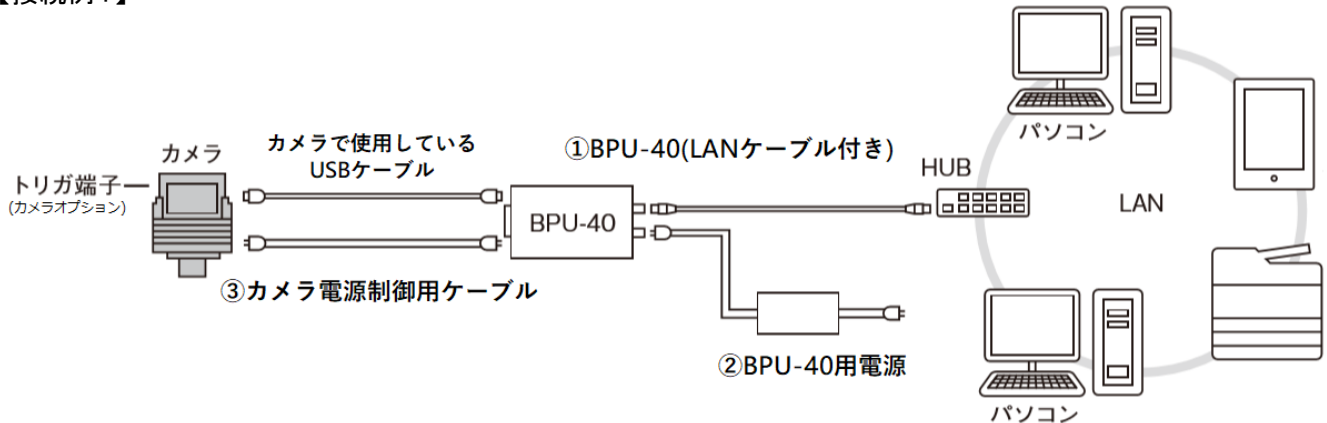 カメラ
トリガ端子
(カメラオプション)
カメラで使用している
USBケーブル
③カメラ電源制御用ケーブル
BPU-40
①BPU-40(LANケーブル付き)
②BPU-40用電源
HUB
パソコン
LAN
パソコン